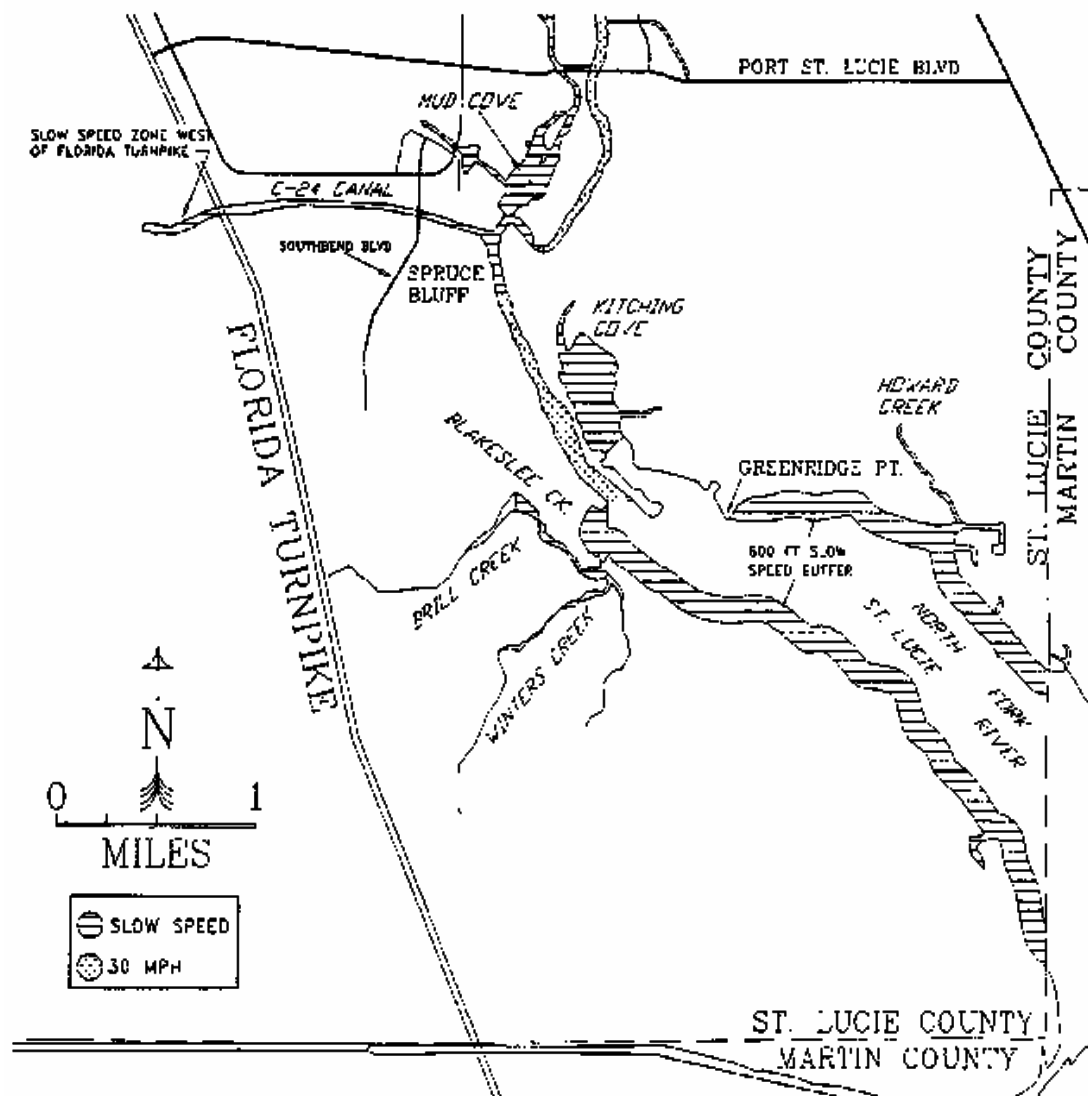 PORT ST. LUCIE BLVD
MUD COVE
SLOW SPEED ZONE WEST
OF FLORIDA TURNPIKE
C-24 CANAL
SOUTHBEND BLVD
SPRUCE
BLUFF
ST. LUCIE COUNTY
MARTIN COUNTY
KITCHING
COVE
FLORIDA TURNPIKE
HOWARD
CREEK
BLAKESLEE CK.
GREENRIDGE PT.
600 FT SLOW
SPEED BUFFER
BRILL CREEK
WINTERS CREEK
NORTH FORK
ST. LUCIE RIVER
N
0 1
MILES
SLOW SPEED
30 MPH
ST. LUCIE COUNTY
MARTIN COUNTY